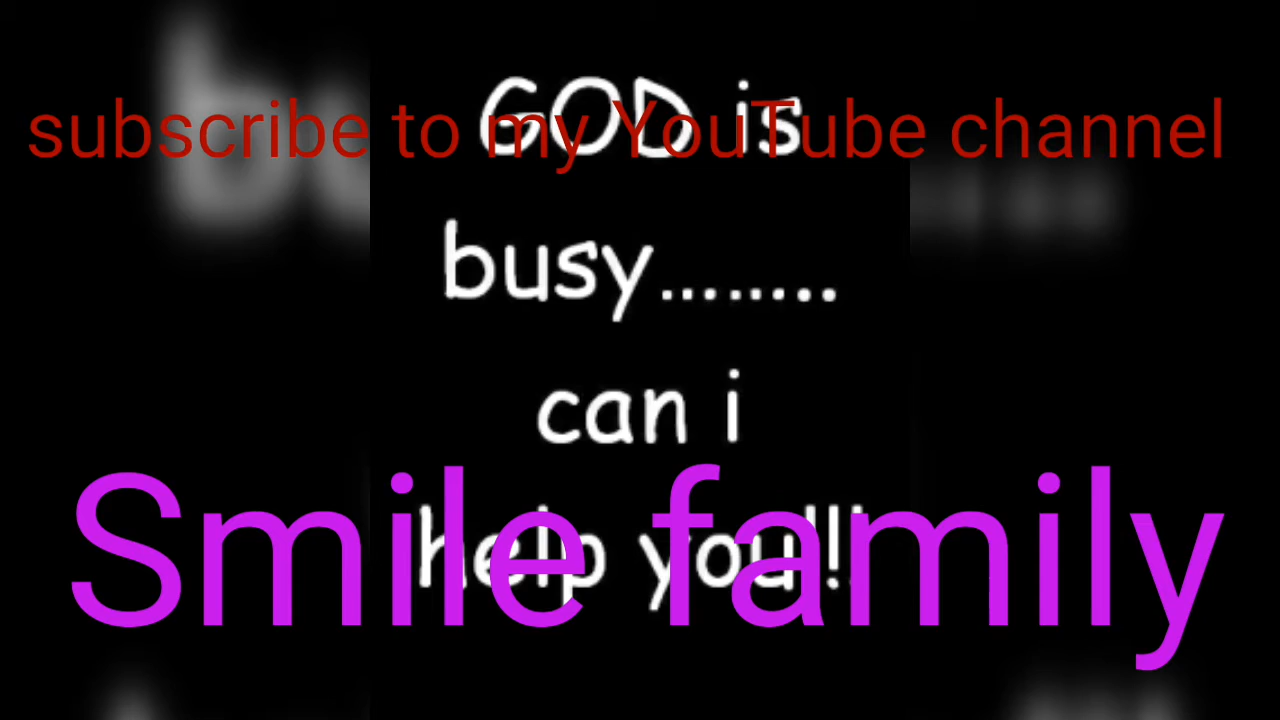 subscribe to my YouTube channel
GOD is
busy........
can i
help you!!!
Smile family